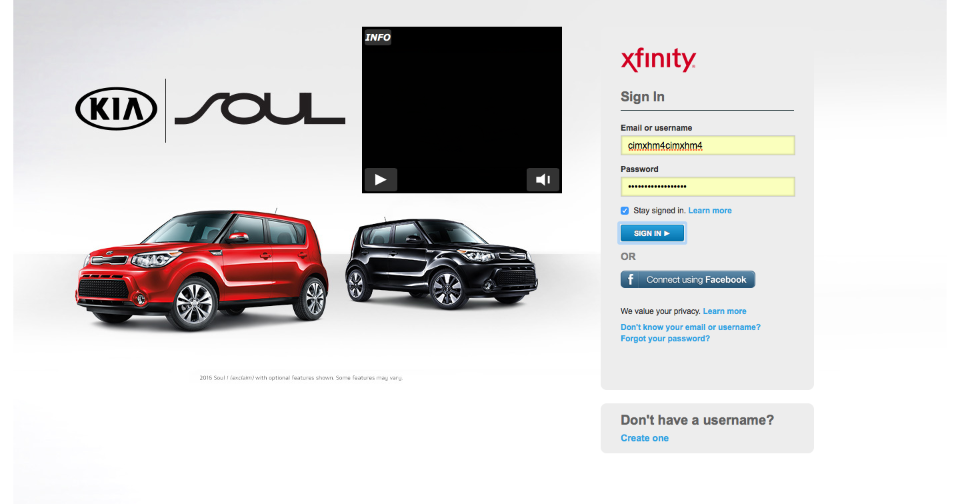 INFO
KIA
SOUL
xfinity
Sign In
Email or username
cimxhm4cimxhm4
Password
Stay signed in. Learn more
SIGN IN
OR
f Connect using Facebook
We value your privacy. Learn more
Don't know your email or username?
Forgot your password?
2016 Soul ! (exclaim) with optional features shown. Some features may vary.
Don't have a username?
Create one